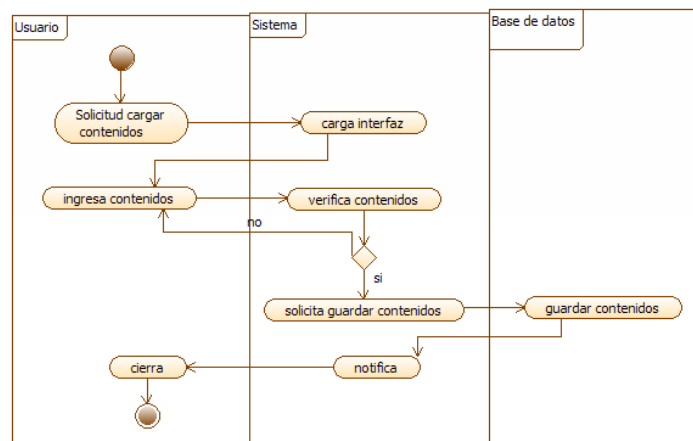 Usuario
Sistema
Base de datos
Solicitud cargar
contenidos
carga interfaz
ingresa contenidos
verifica contenidos
no
si
solicita guardar contenidos
guardar contenidos
cierra
notifica